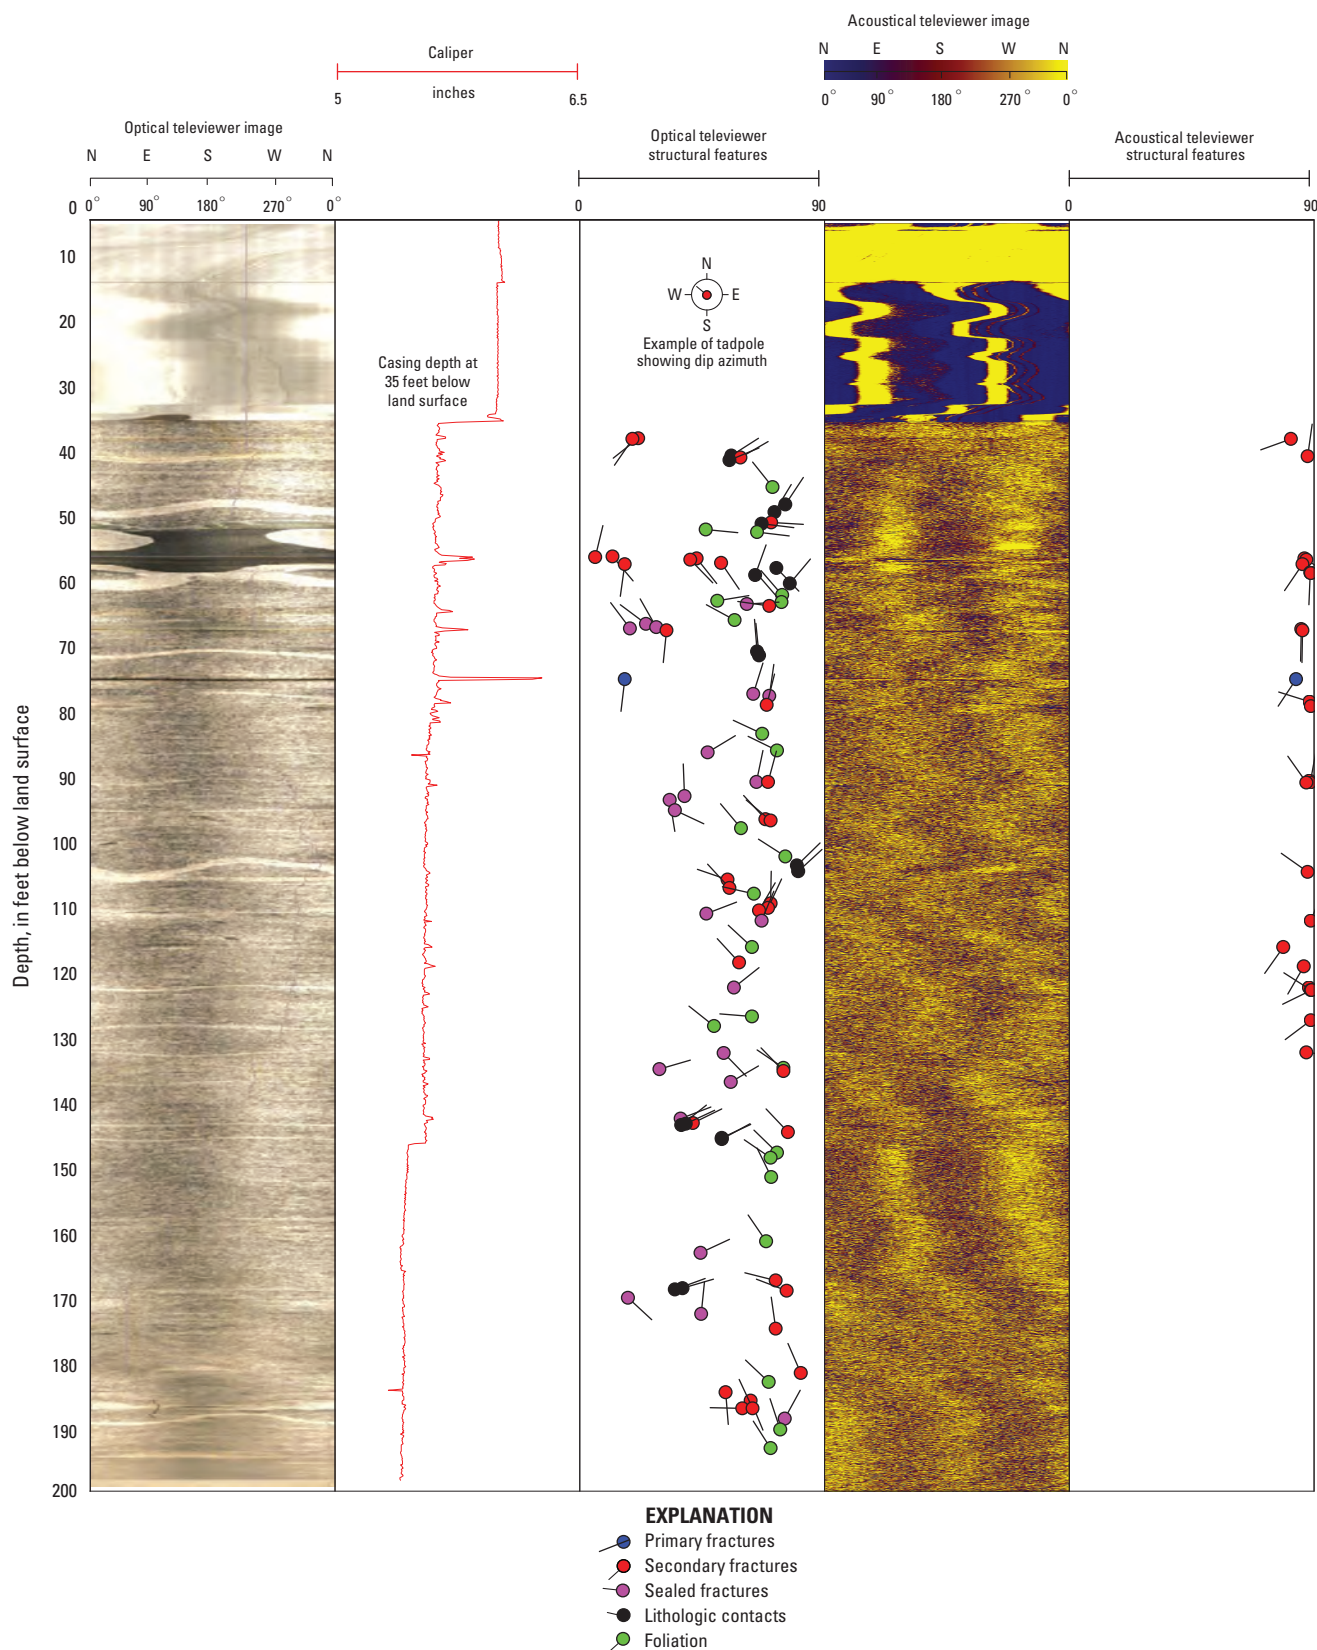 Acoustical televiewer image
N E S W N
0° 90° 180° 270° 0°
Caliper
inches
5 6.5
Optical televiewer image
N E S W N
0° 90° 180° 270° 0°
Optical televiewer
structural features
0 90
Acoustical televiewer
structural features
0 90
Depth, in feet below land surface
0
10
20
30
40
50
60
70
80
90
100
110
120
130
140
150
160
170
180
190
200
Casing depth at
35 feet below
land surface
N
W E
S
Example of tadpole
showing dip azimuth
EXPLANATION
Primary fractures
Secondary fractures
Sealed fractures
Lithologic contacts
Foliation